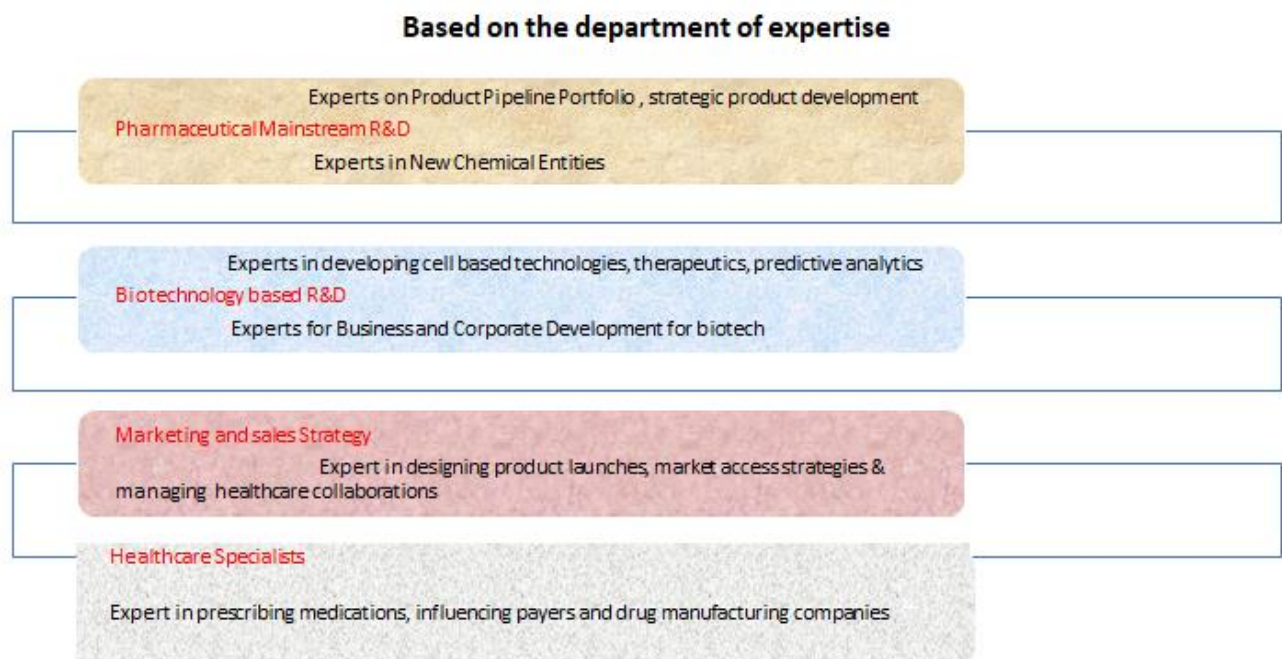 Based on the department of expertise
Experts on Product Pipeline Portfolio , strategic product development
Pharmaceutical Mainstream R&D
Experts in New Chemical Entities
Experts in developing cell based technologies, therapeutics, predictive analytics
Biotechnology based R&D
Experts for Business and Corporate Development for biotech
Marketing and sales Strategy
Expert in designing product launches, market access strategies &
managing healthcare collaborations
Healthcare Specialists
Expert in prescribing medications, influencing payers and drug manufacturing companies